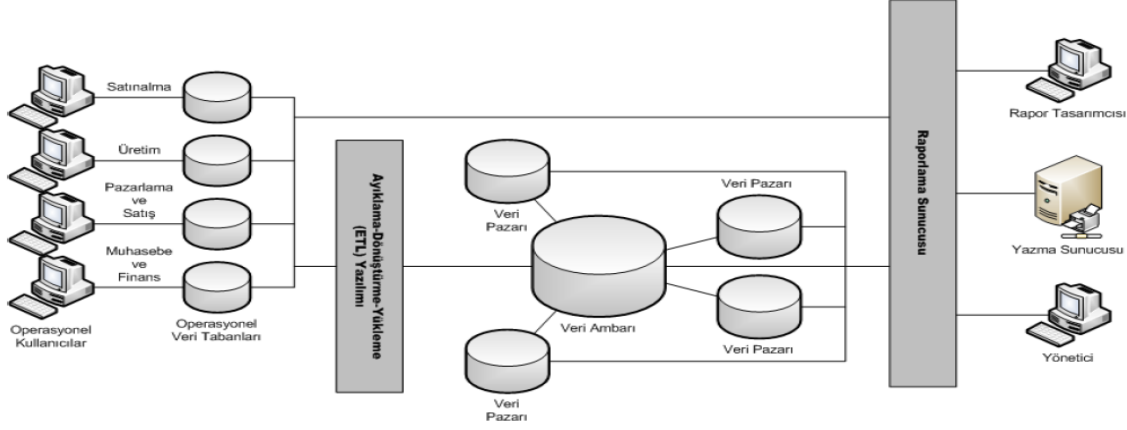 Satınalma
Üretim
Pazarlama
ve
Satış
Muhasebe
ve
Finans
Operasyonel
Kullanıcılar
Operasyonel
Veri Tabanları
Ayıklama-Dönüştürme-Yükleme
(ETL) Yazılımı
Veri
Pazarı
Veri Pazarı
Veri Ambarı
Veri Pazarı
Veri
Pazarı
Raporlama Sunucusu
Rapor Tasarımcısı
Yazma Sunucusu
Yönetici